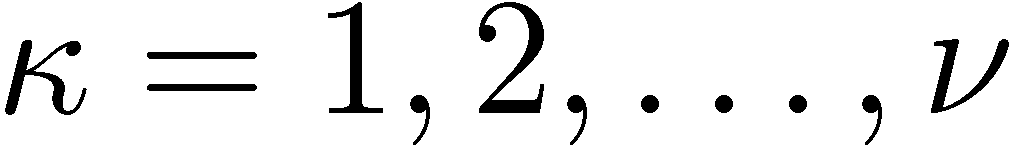 κ = 1, 2, . . . , ν